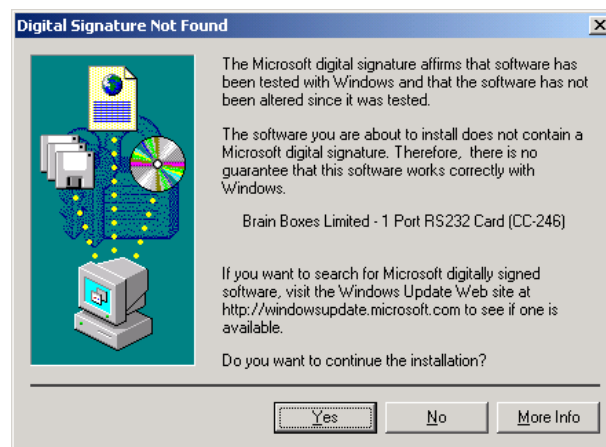 Digital Signature Not Found
The Microsoft digital signature affirms that software has
been tested with Windows and that the software has not
been altered since it was tested.
The software you are about to install does not contain a
Microsoft digital signature. Therefore, there is no
guarantee that this software works correctly with
Windows.
Brain Boxes Limited - 1 Port RS232 Card (CC-246)
If you want to search for Microsoft digitally signed
software, visit the Windows Update Web site at
http://windowsupdate.microsoft.com to see if one is
available.
Do you want to continue the installation?
Yes No More Info